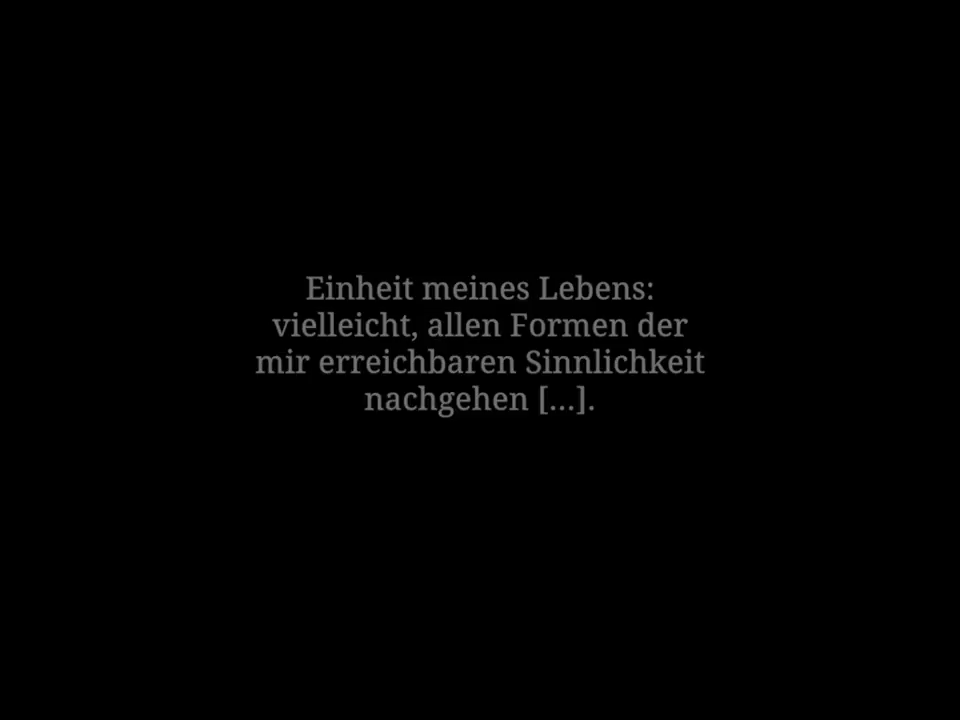 Einheit meines Lebens:
vielleicht, allen Formen der
mir erreichbaren Sinnlichkeit
nachgehen [...].